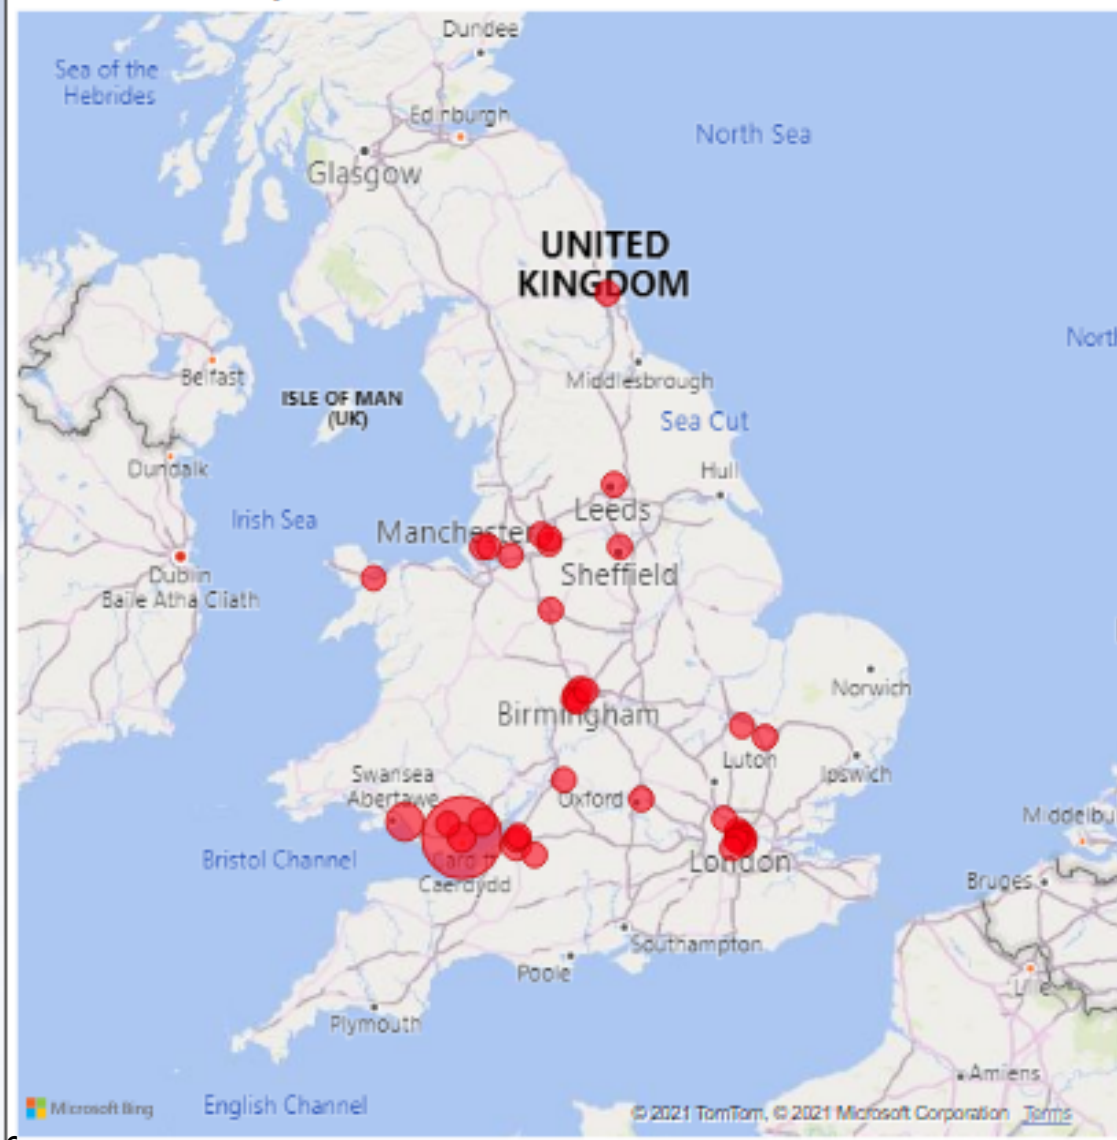 Dundee
Sea of the
Hebrides
Edinburgh
North Sea
Glasgow
UNITED
KINGDOM
North
Belfast
Middlesbrough
ISLE OF MAN
(UK)
Sea Cut
Dundalk
Hull
Irish Sea
Leeds
Manchester
Dublin
Baile Atha Cliath
Sheffield
Norwich
Birmingham
Luton
Ipswich
Swansea
Abertawe
Oxford
Middelbu
Bristol Channel
Cardiff
Caerdydd
London
Bruges
Southampton
Poole
Lille
Plymouth
Amiens
English Channel
Microsoft Bing
© 2021 TomTom, © 2021 Microsoft Corporation Terms